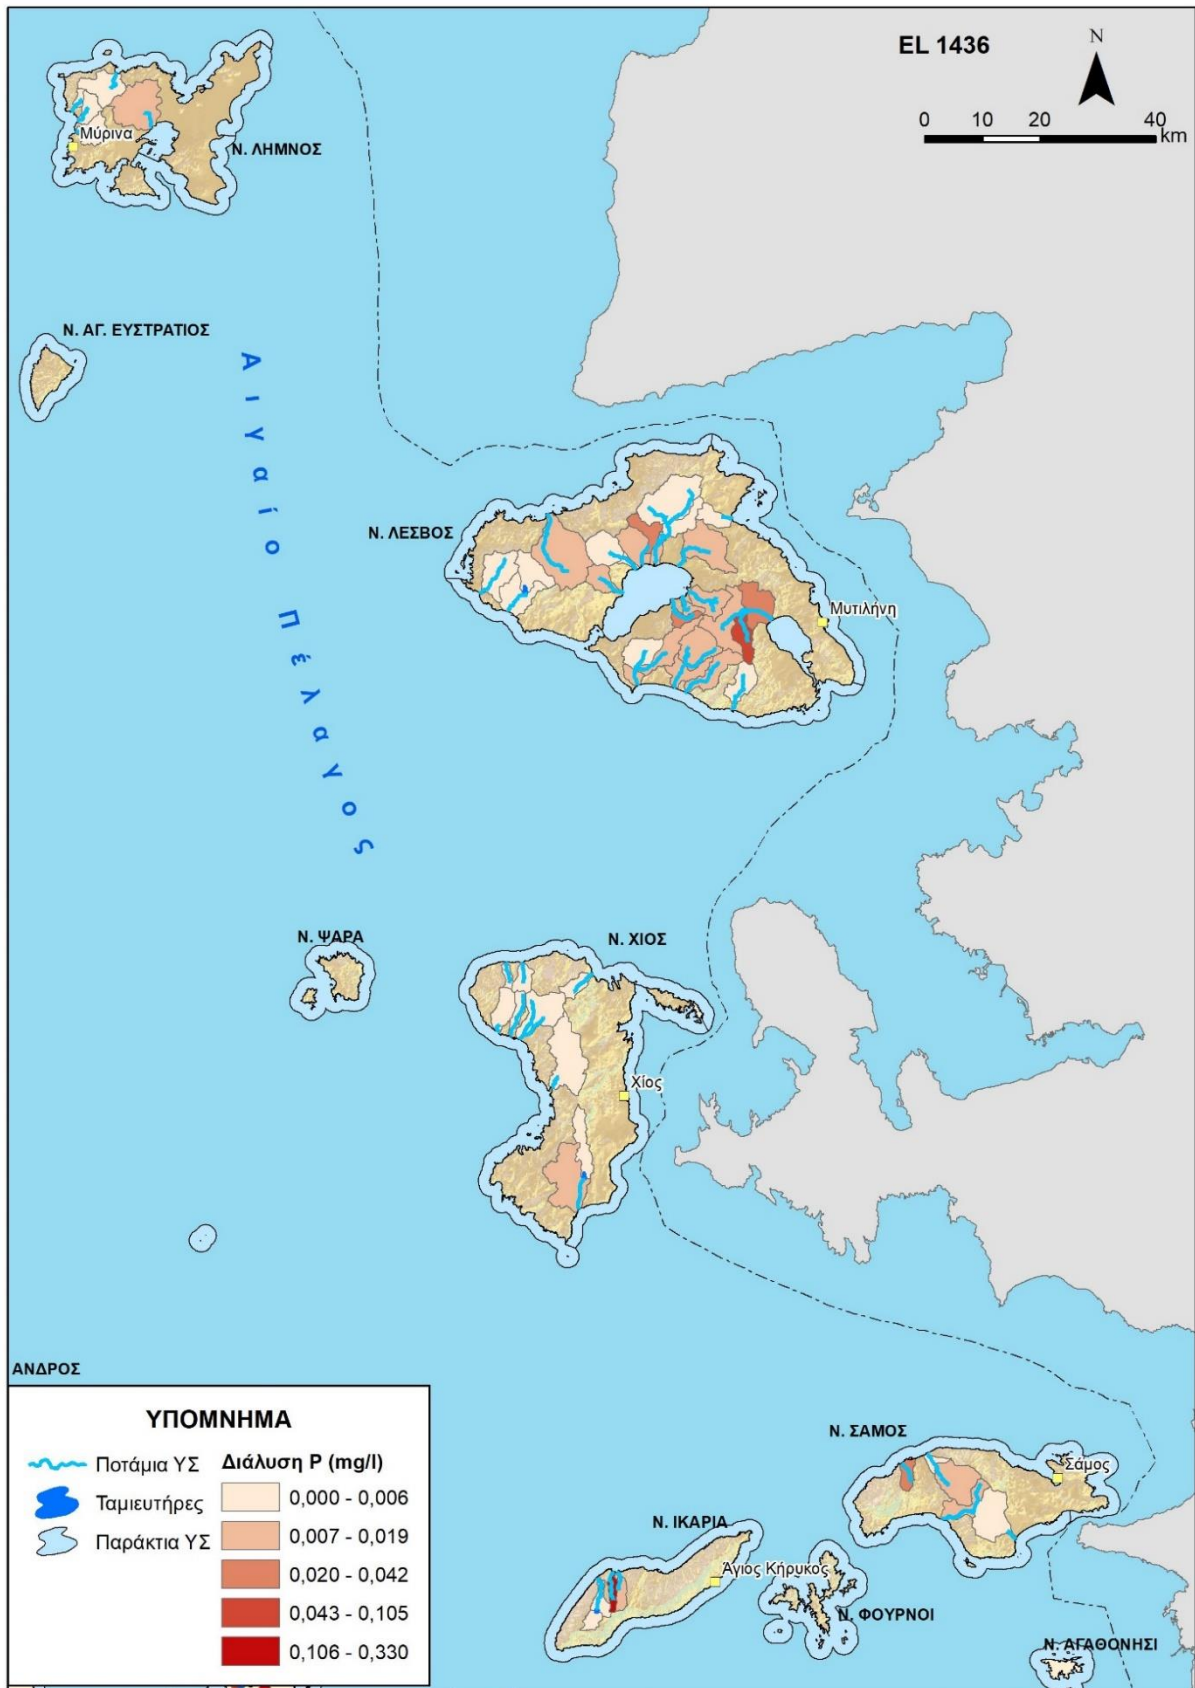 EL 1436
N
0 10 20 40
km
Μύρινα
Ν. ΛΗΜΝΟΣ
Ν. ΑΓ. ΕΥΣΤΡΑΤΙΟΣ
Αιγαίο Πέλαγος
Ν. ΛΕΣΒΟΣ
Μυτιλήνη
Ν. ΨΑΡΑ
Ν. ΧΙΟΣ
Χίος
ΑΝΔΡΟΣ
Ν. ΣΑΜΟΣ
Σάμος
Ν. ΙΚΑΡΙΑ
Άγιος Κήρυκος
Ν. ΦΟΥΡΝΟΙ
Ν. ΑΓΑΘΟΝΗΣΙ
ΥΠΟΜΝΗΜΑ
Ποτάμια ΥΣ
Ταμιευτήρες
Παράκτια ΥΣ
Διάλυση P (mg/l)
0,000 - 0,006
0,007 - 0,019
0,020 - 0,042
0,043 - 0,105
0,106 - 0,330